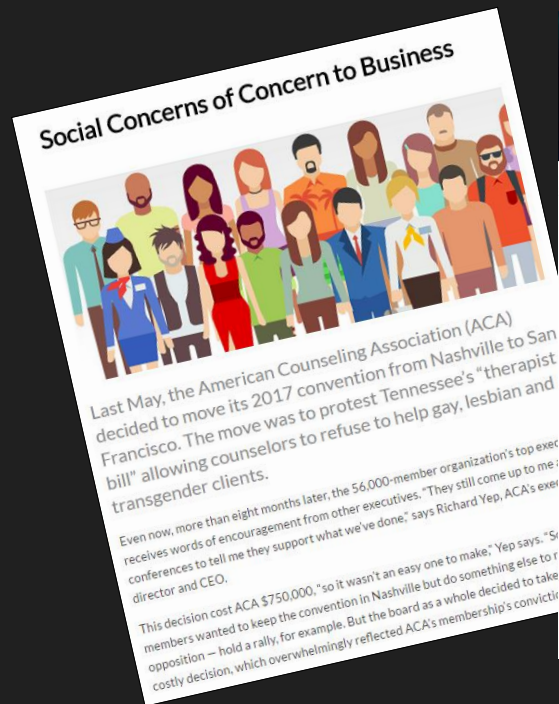 Social Concerns of Concern to Business
Last May, the American Counseling Association (ACA)
decided to move its 2017 convention from Nashville to San
Francisco. The move was to protest Tennessee's “therapist
bill” allowing counselors to refuse to help gay, lesbian and
transgender clients.
Even now, more than eight months later, the 56,000-member organization's top
receives words of encouragement from other executives. “They still come up to me
conferences to tell me they support what we've done,” says Richard Yep, ACA's
director and CEO.
This decision cost ACA $750,000, “so it wasn't an easy one to make,” Yep says.
members wanted to keep the convention in Nashville but do something else to
opposition — hold a rally, for example. But the board as a whole decided to take
costly decision, which overwhelmingly reflected ACA's membership's